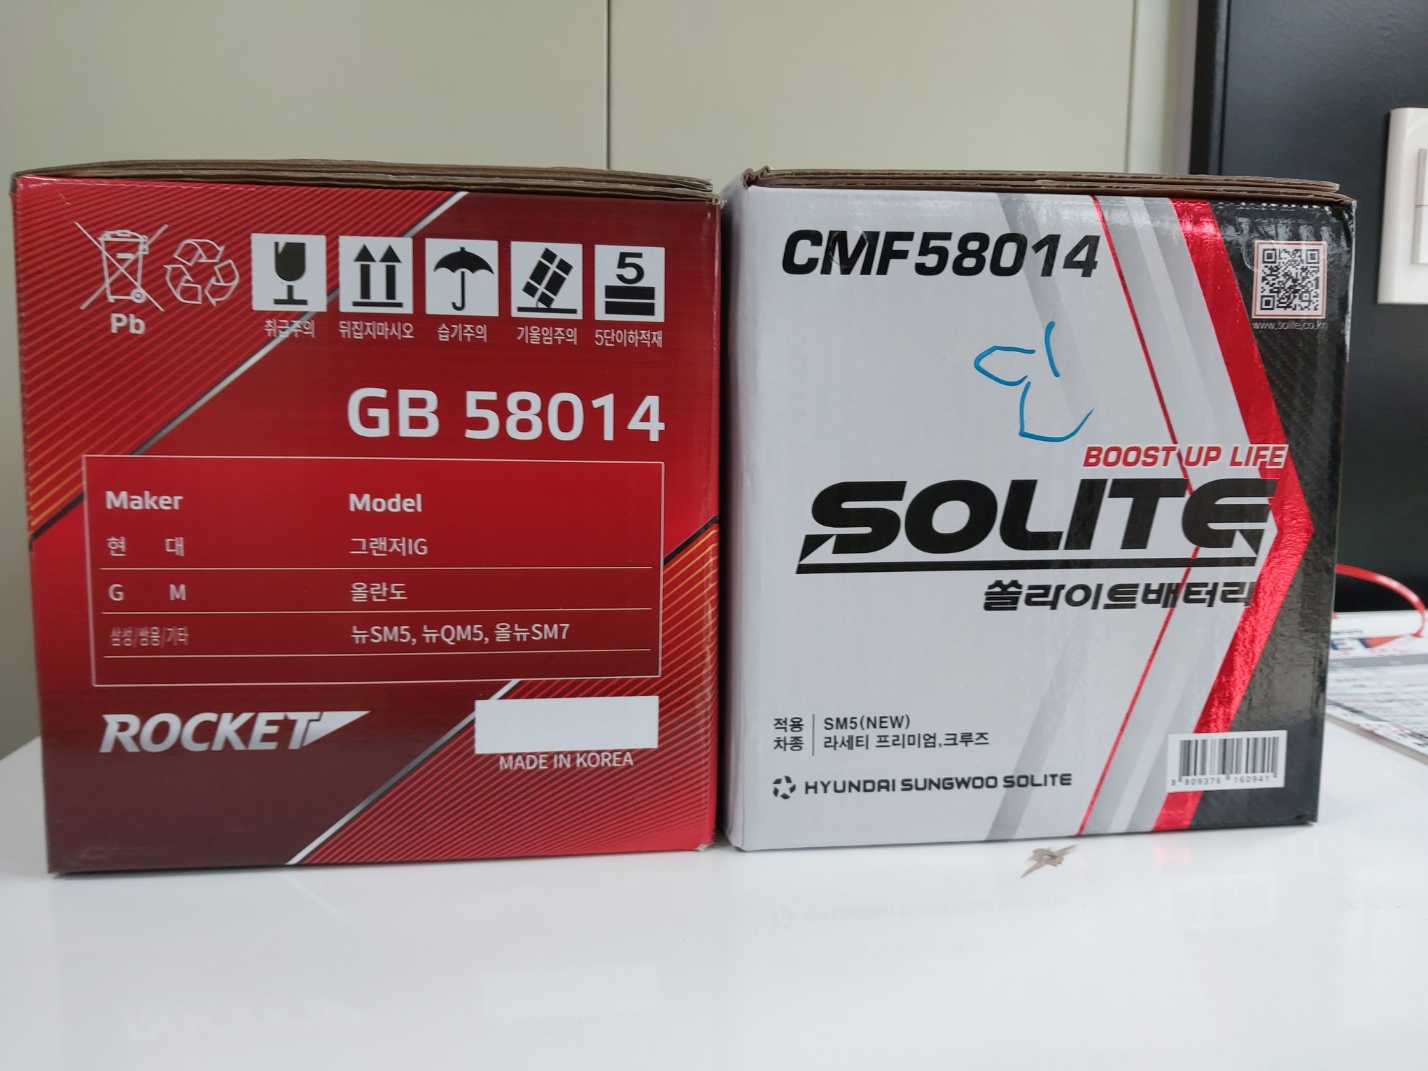 Pb
취급주의
뒤집지마시오
습기주의
기울임주의
5
5단이하적재
GB 58014
Maker Model
현 대 그랜저IG
G M 올란도
삼성/쌍용/기타 뉴SM5, 뉴QM5, 올뉴SM7
ROCKET
MADE IN KOREA
CMF58014
www.solite.co.kr
BOOST UP LIFE
SOLITE
쏠라이트배터리
적용 SM5(NEW)
차종 라세티 프리미엄,크루즈
HYUNDAI SUNGWOO SOLITE
8 809376 160941